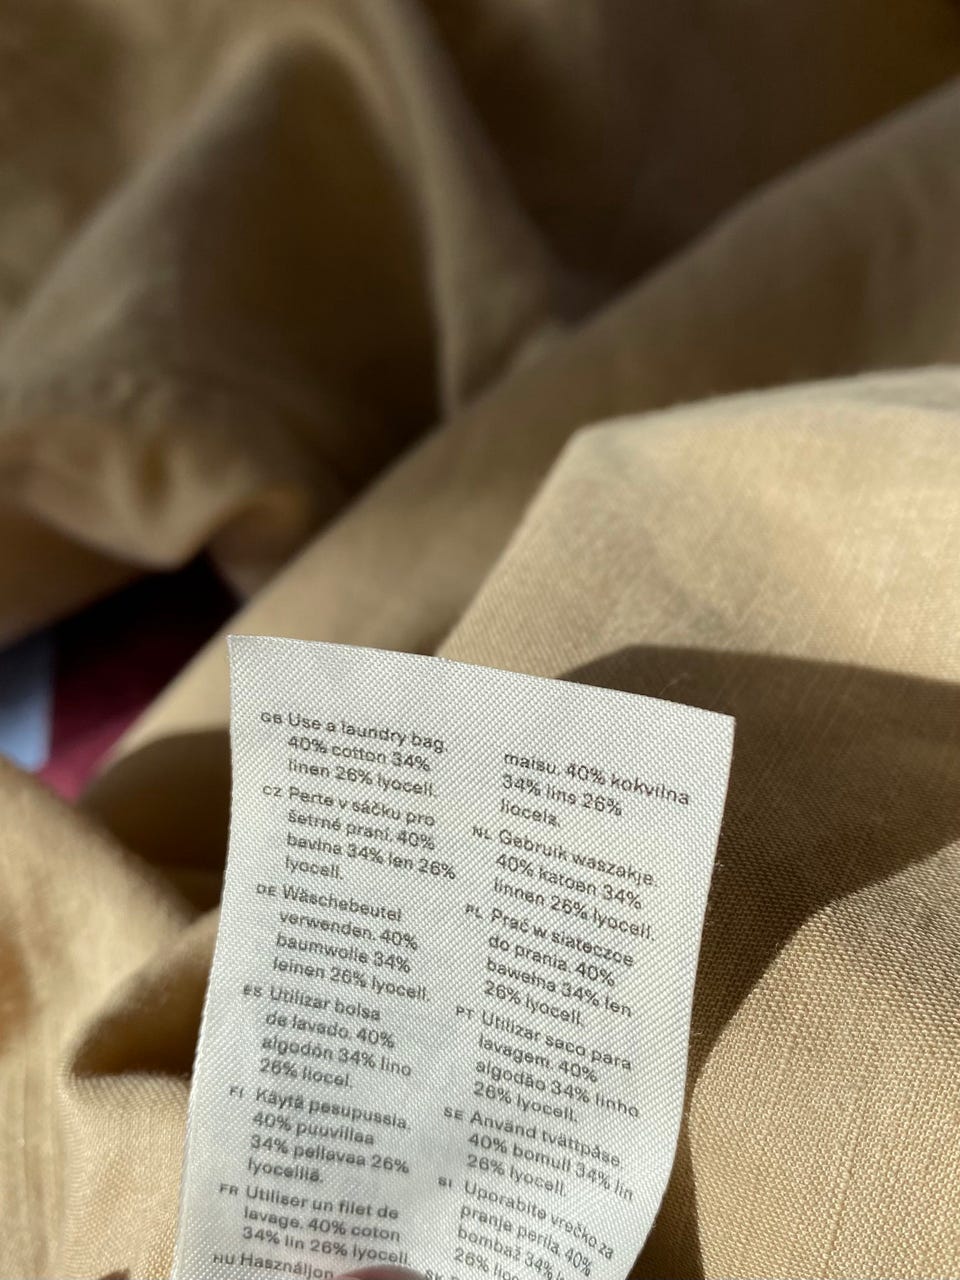 GB Use a laundry bag.
40% cotton 34%
linen 26% lyocell.
CZ Perte v sáčku pro
šetrné praní. 40%
bavlna 34% len 26%
lyocell.
DE Wäschebeutel
verwenden. 40%
baumwolle 34%
leinen 26% lyocell.
ES Utilizar bolsa
de lavado. 40%
algodón 34% lino
26% liocel.
FI Käytä pesupussia.
40% puuvillaa
34% pellavaa 26%
lyocelliä.
FR Utiliser un filet de
lavage. 40% coton
34% lin 26% lyocell.
HU Használjon
maisu. 40% kokvilna
34% lins 26%
liocels.
NL Gebruik waszakje.
40% katoen 34%
linnen 26% lyocell.
PL Prać w siateczce
do prania. 40%
bawełna 34% len
26% lyocell.
PT Utilizar saco para
lavagem. 40%
algodão 34% linho
26% lyocell.
SE Använd tvättpåse.
40% bomull 34% lin
26% lyocell.
SI Uporabite vrečko za
pranje perila. 40%
bombaž 34%
26%
SK